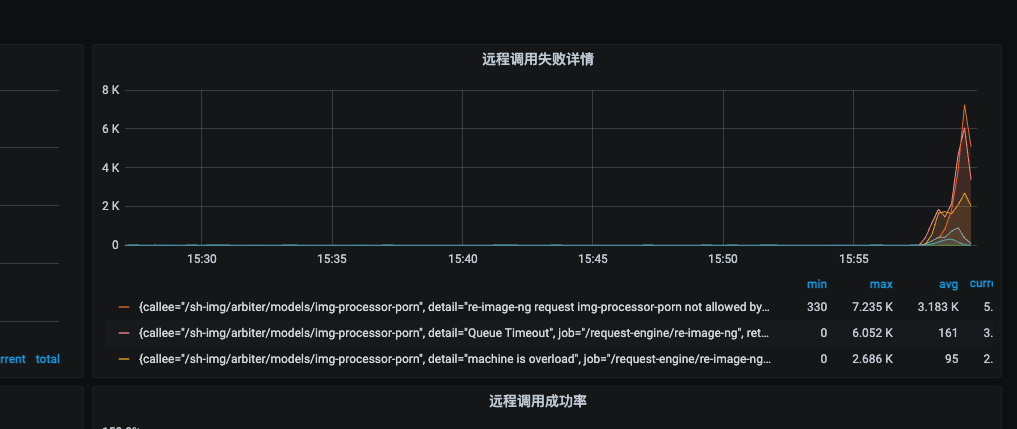 远程调用失败详情
8 K
6 K
4 K
2 K
0
15:30 15:35 15:40 15:45 15:50 15:55
min max avg curre
{callee="/sh-img/arbiter/models/img-processor-porn", detail="re-image-ng request img-processor-porn not allowed by… 330 7.235 K 3.183 K 5.
{callee="/sh-img/arbiter/models/img-processor-porn", detail="Queue Timeout", job="/request-engine/re-image-ng", ret… 0 6.052 K 161 3.
{callee="/sh-img/arbiter/models/img-processor-porn", detail="machine is overload", job="/request-engine/re-image-ng… 0 2.686 K 95 2.
rrent total
远程调用成功率